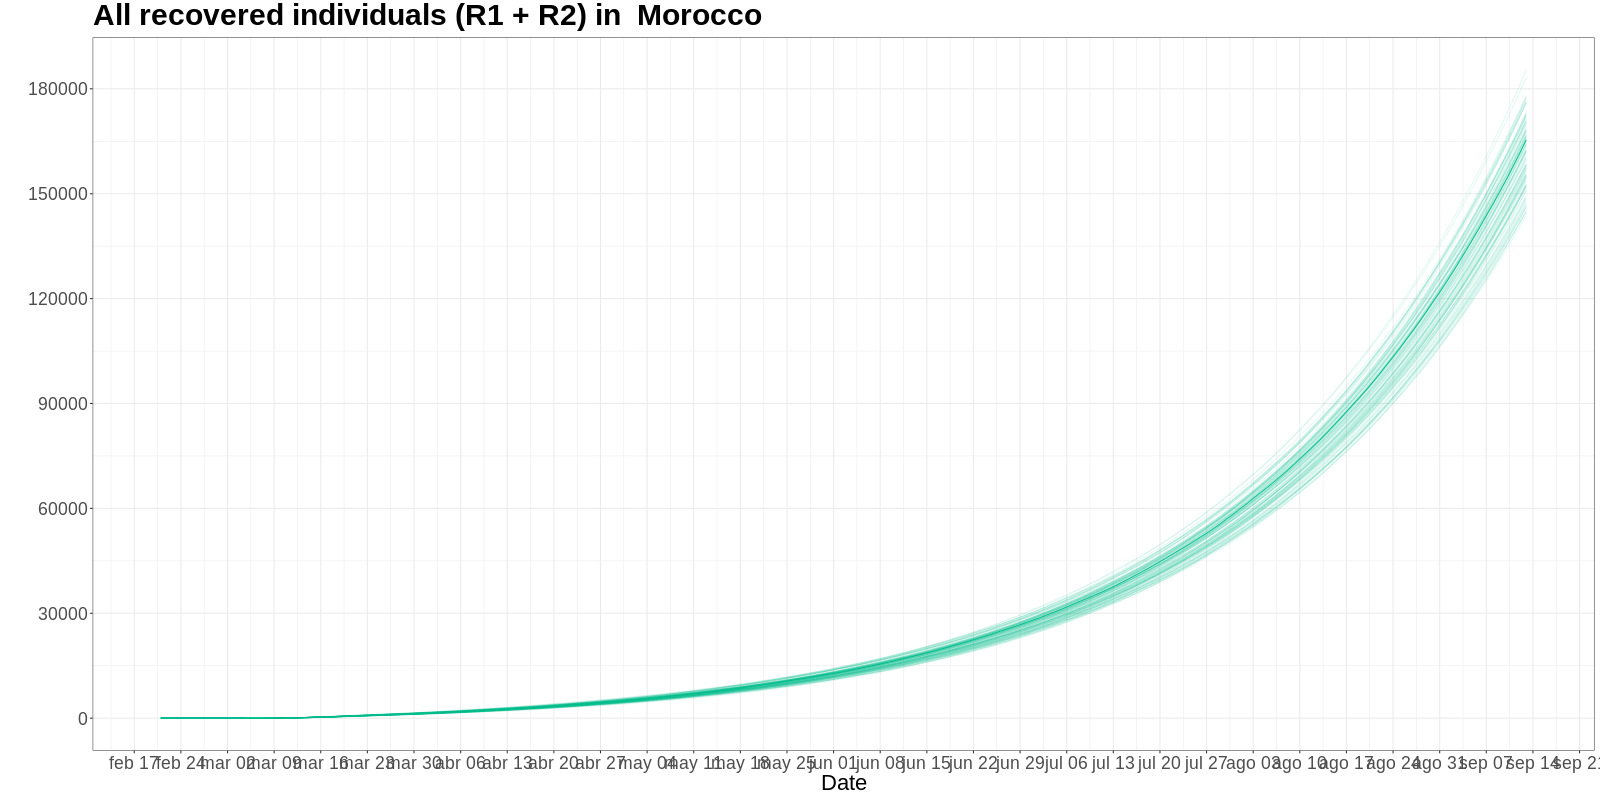 All recovered individuals (R1 + R2) in  Morocco
180000
150000
120000
90000
60000
30000
0
feb 17 feb 24 mar 02 mar 09 mar 16 mar 23 mar 30 abr 06 abr 13 abr 20 abr 27 may 04 may 11 may 18 may 25 jun 01 jun 08 jun 15 jun 22 jun 29 jul 06 jul 13 jul 20 jul 27 ago 03 ago 10 ago 17 ago 24 ago 31 sep 07 sep 14 sep 21
Date